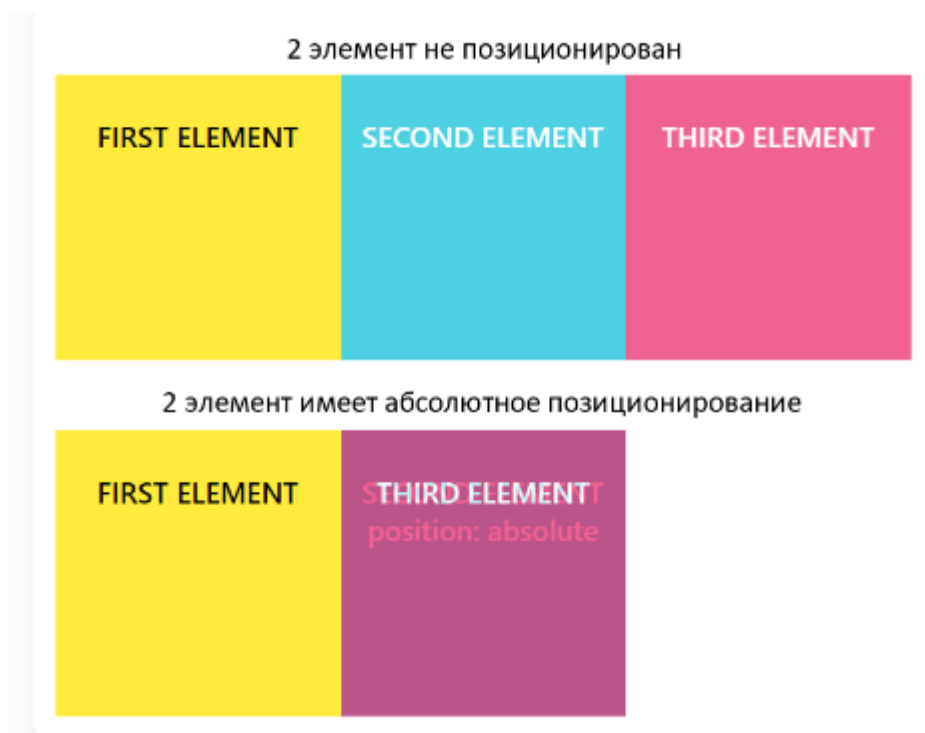 2 элемент не позиционирован
FIRST ELEMENT SECOND ELEMENT THIRD ELEMENT
2 элемент имеет абсолютное позиционирование
FIRST ELEMENT THIRD ELEMENT
position: absolute